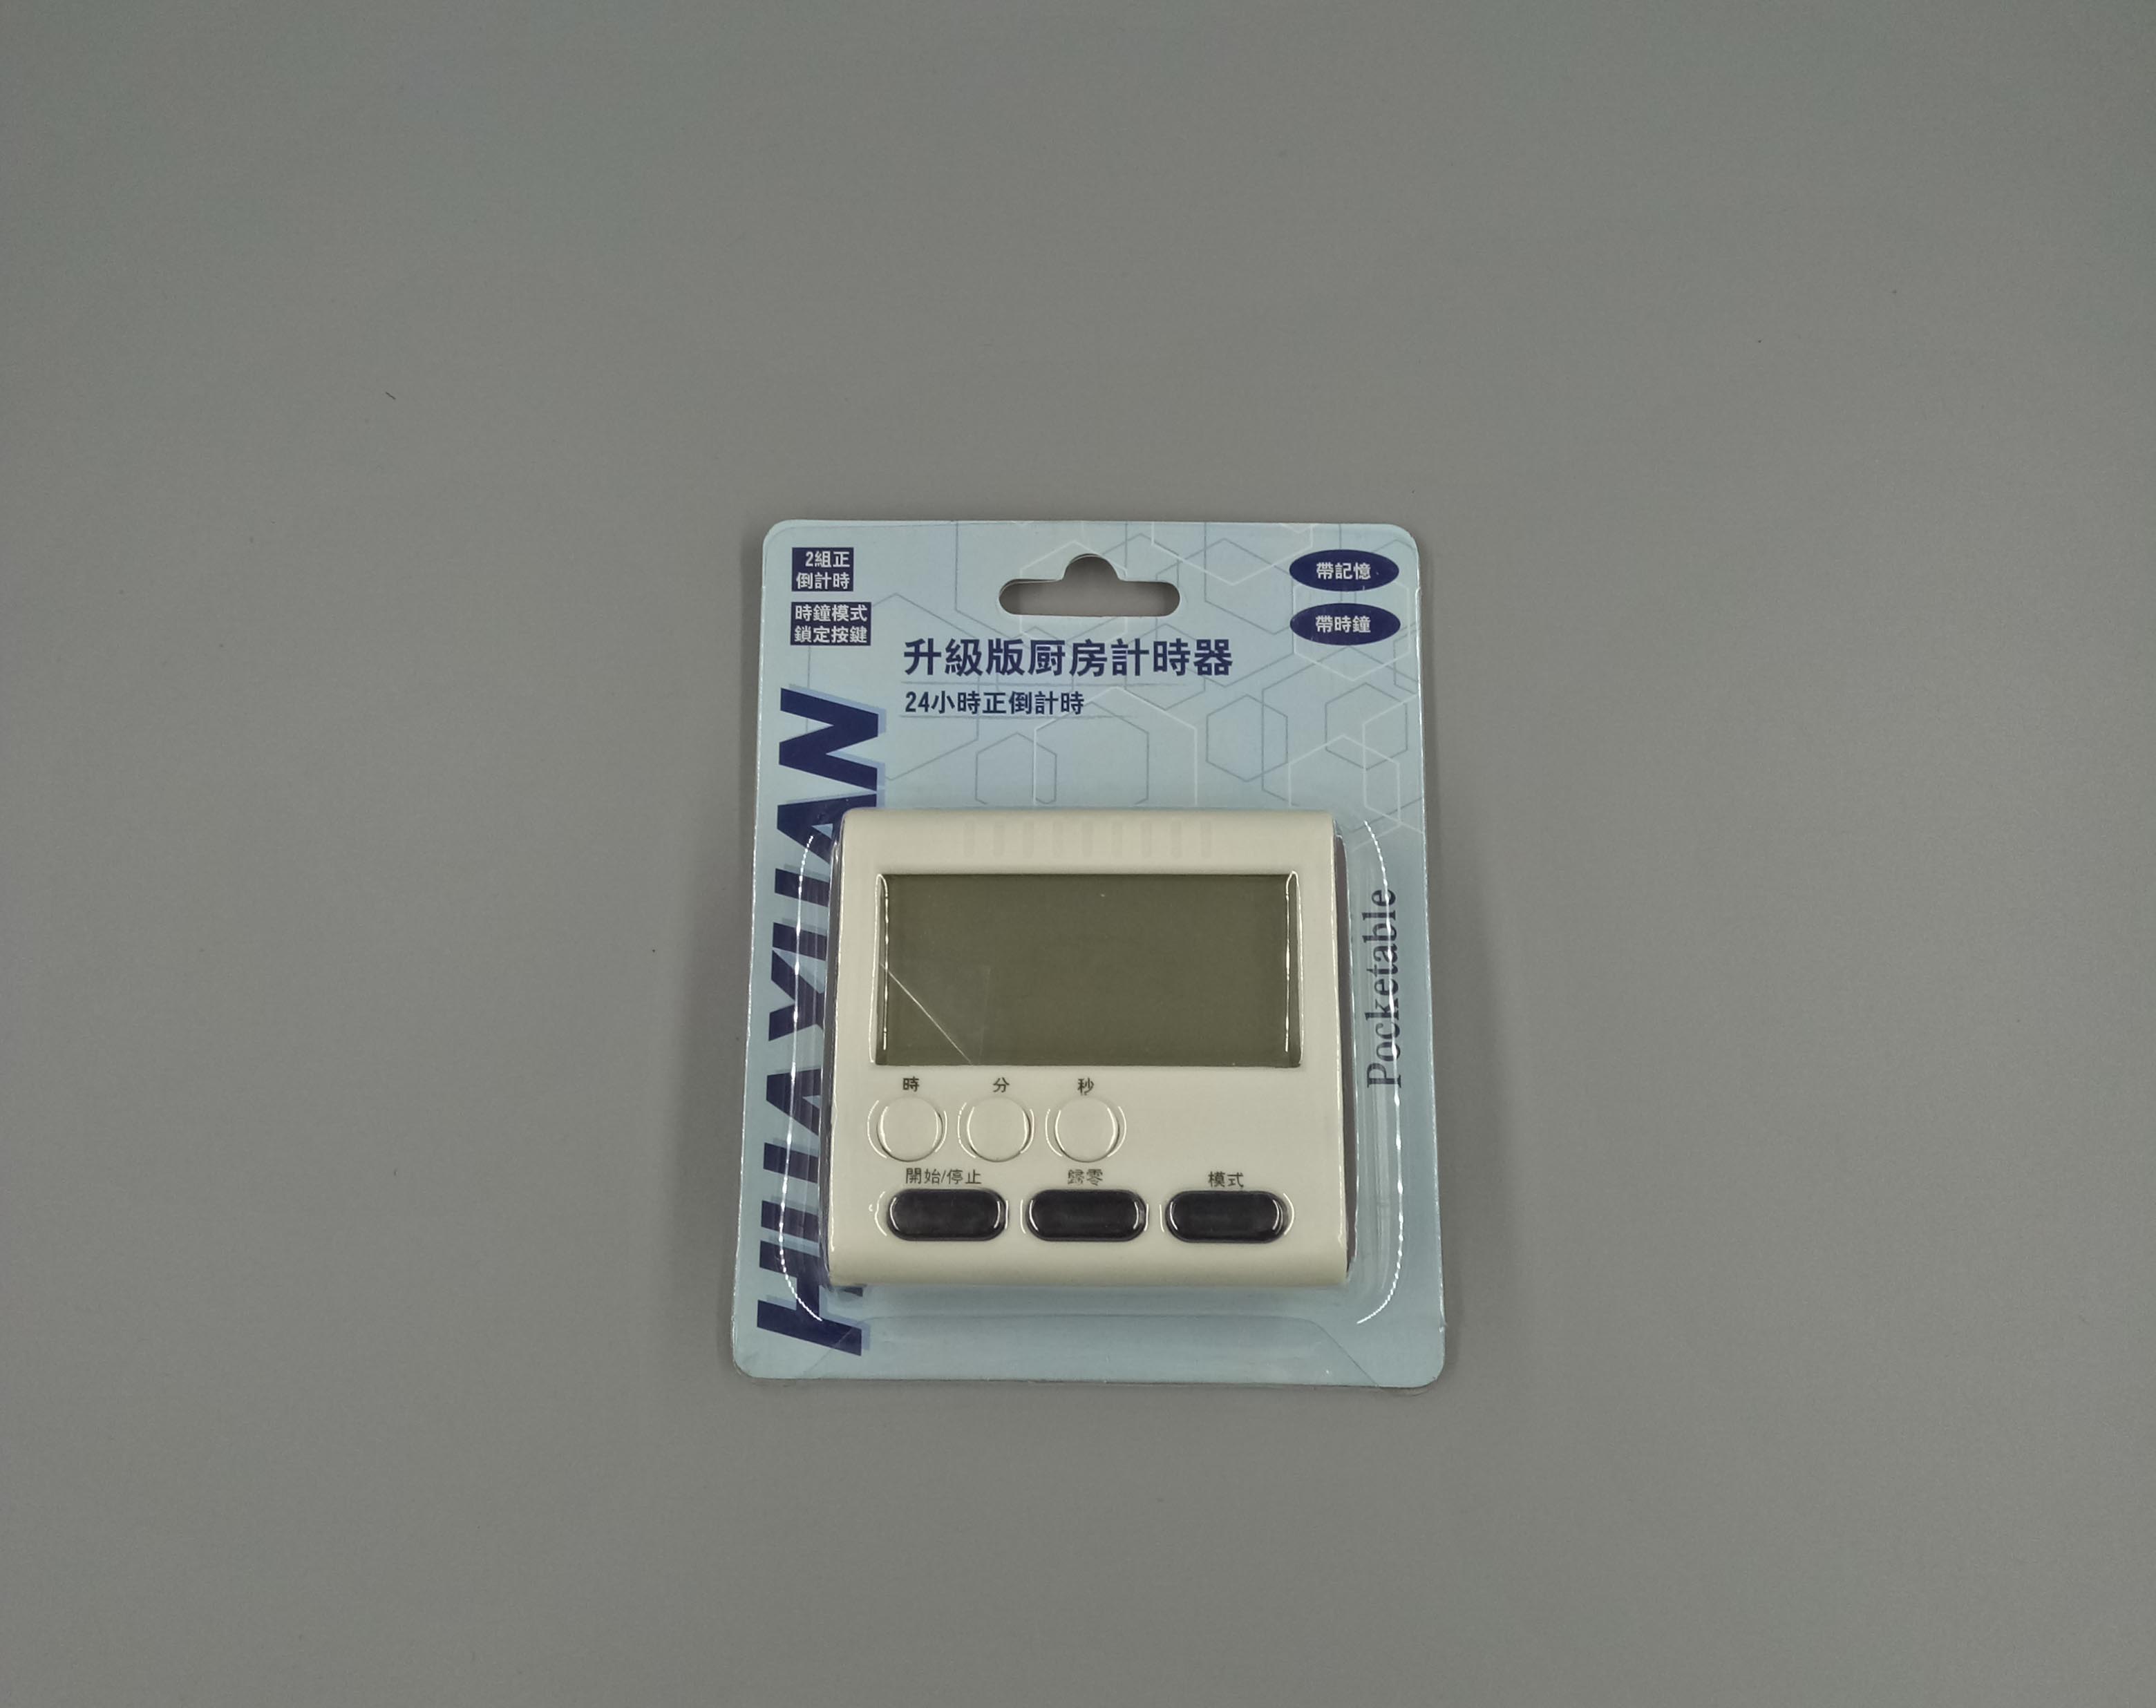 2組正
倒計時
時鐘模式
鎖定按鍵
帶記憶
帶時鐘
升級版厨房計時器
24小時正倒計時
HUAXUAN
Pocketable
時
分
秒
開始/停止
歸零
模式